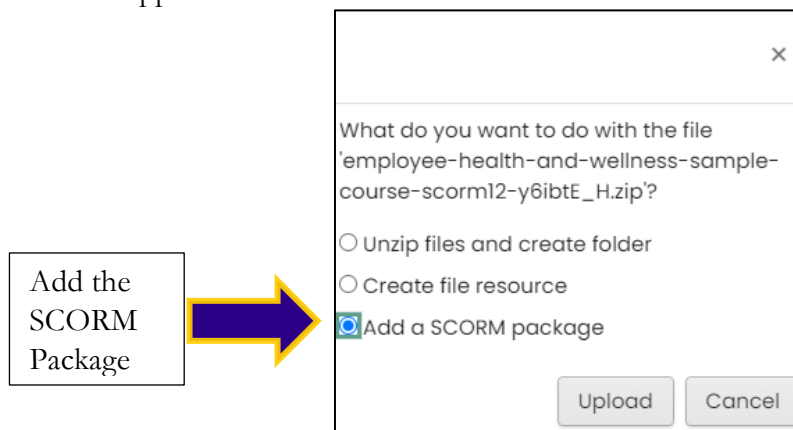 ×
What do you want to do with the file
'employee-health-and-wellness-sample-
course-scorm12-y6ibtE_H.zip'?
Unzip files and create folder
Create file resource
Add a SCORM package
Add the
SCORM
Package
Upload
Cancel